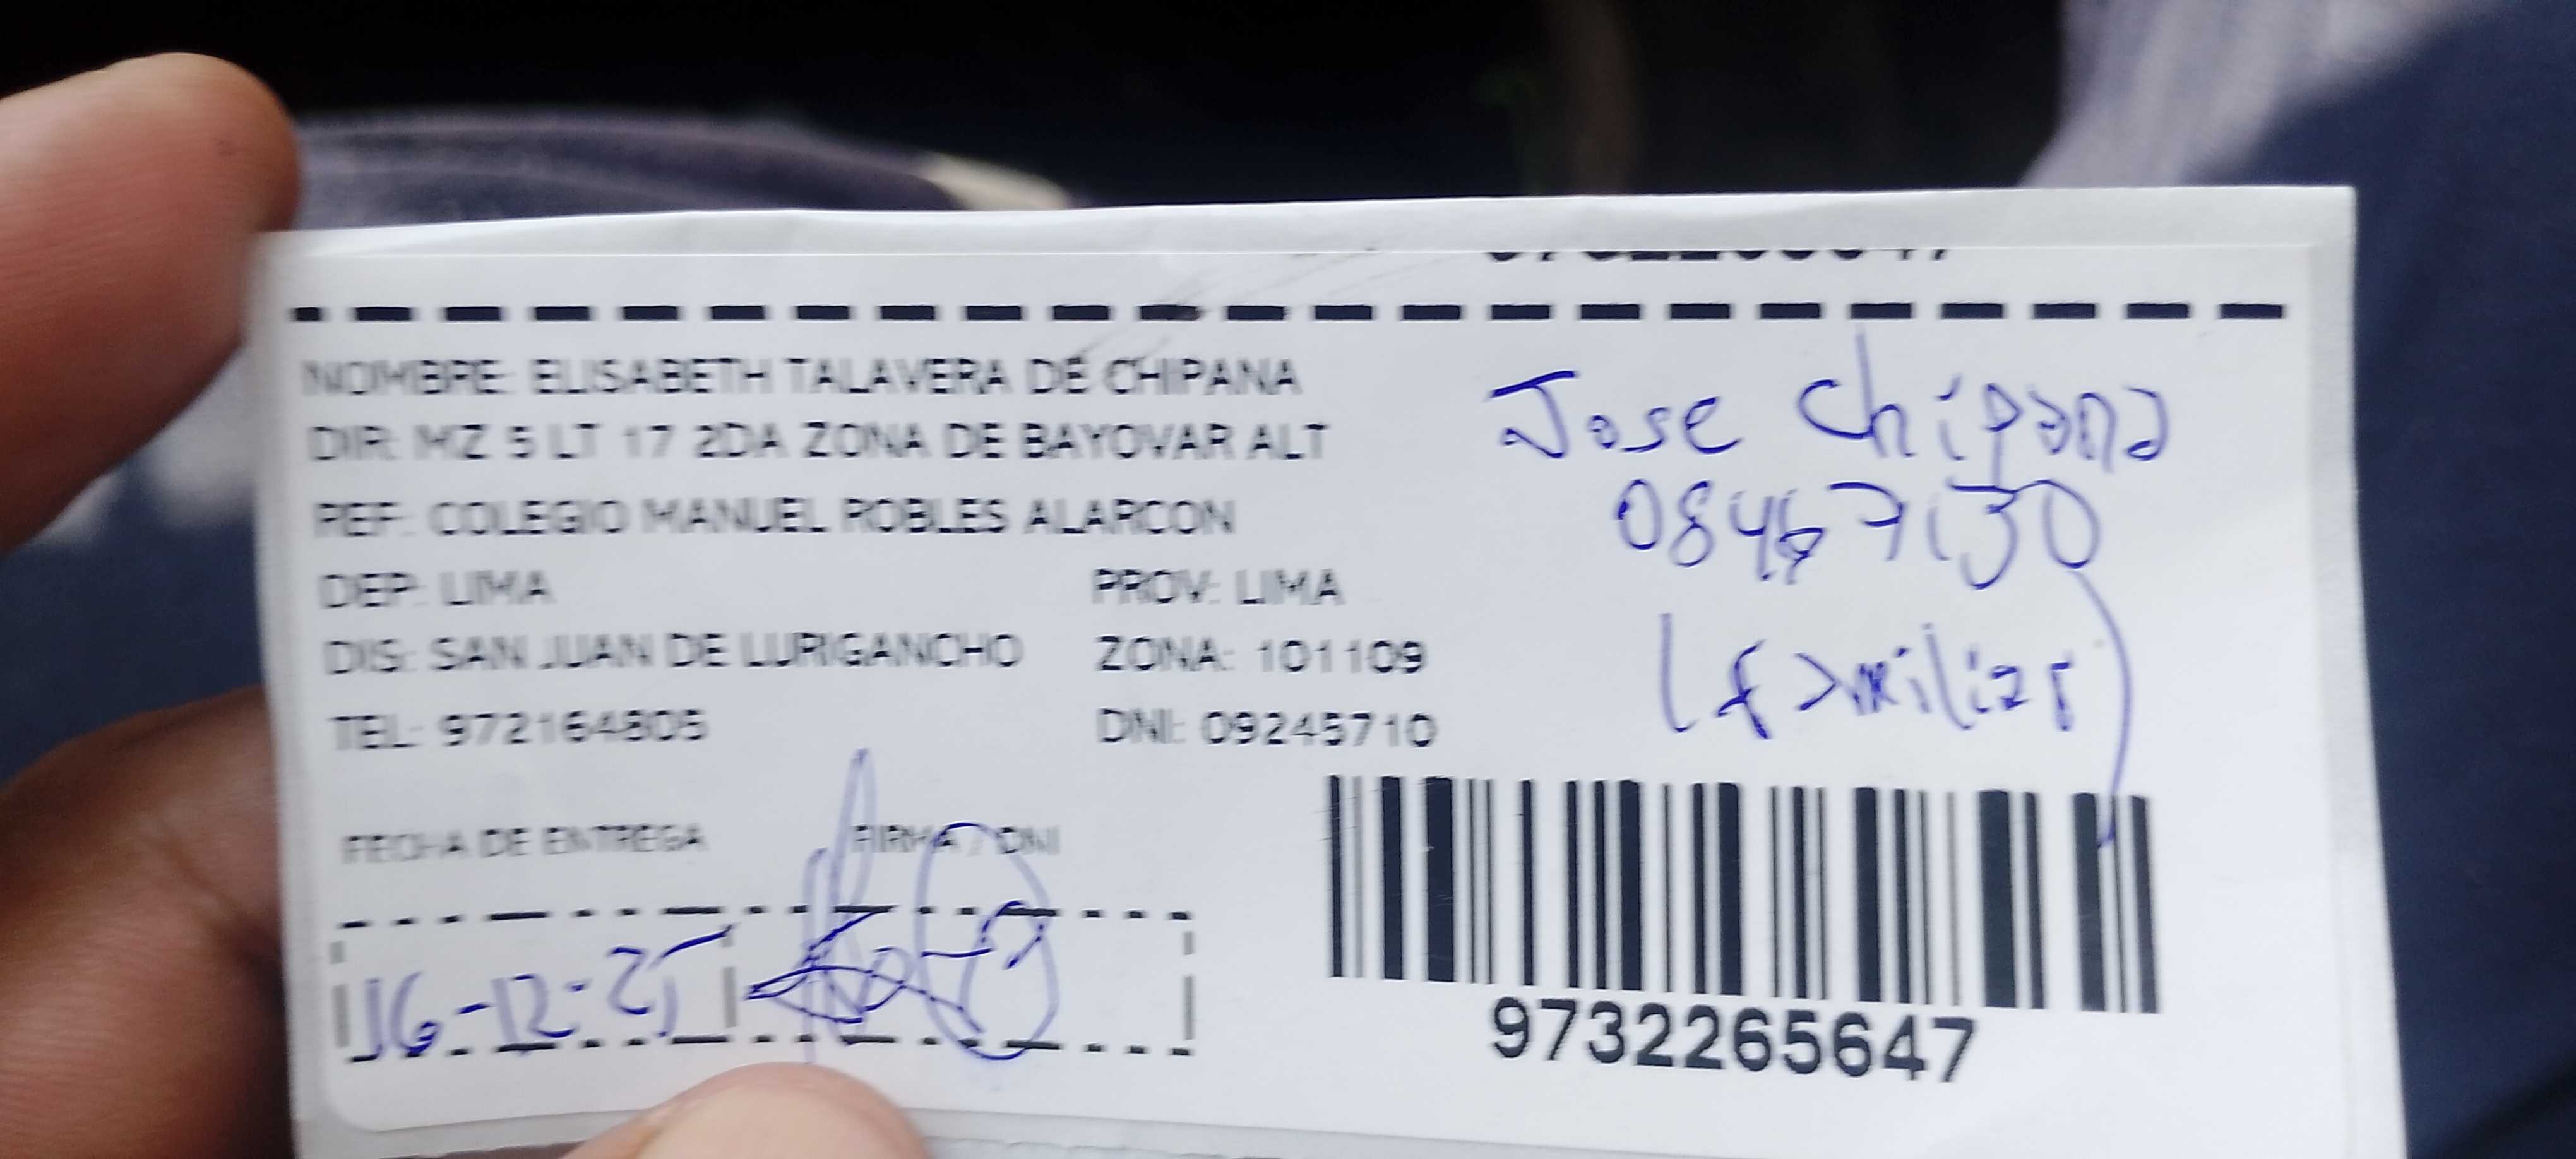 NOMBRE: ELISABETH TALAVERA DE CHIPANA
DIR: MZ 5 LT 17 2DA ZONA DE BAYOVAR ALT
REF: COLEGIO MANUEL ROBLES ALARCON
DEP: LIMA PROV: LIMA
DIS: SAN JUAN DE LURIGANCHO ZONA: 101109
TEL: 972164805 DNI: 09245710
Jose Chipana
08467130
(familiar)
FECHA DE ENTREGA FIRMA / DNI
16-12-25
9732265647